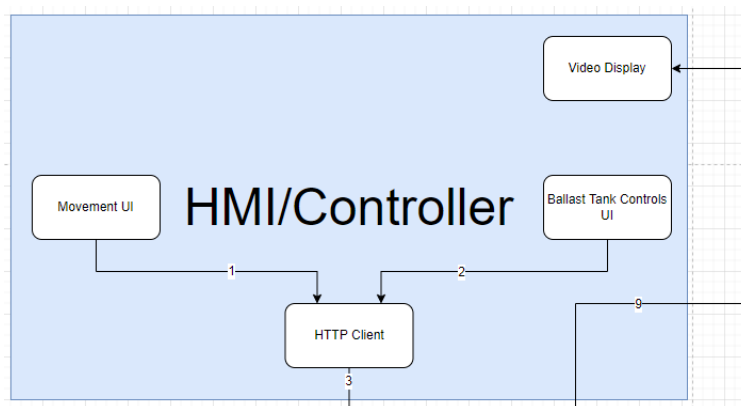 Video Display
Movement UI
HMI/Controller
Ballast Tank Controls
UI
1
2
9
HTTP Client
3